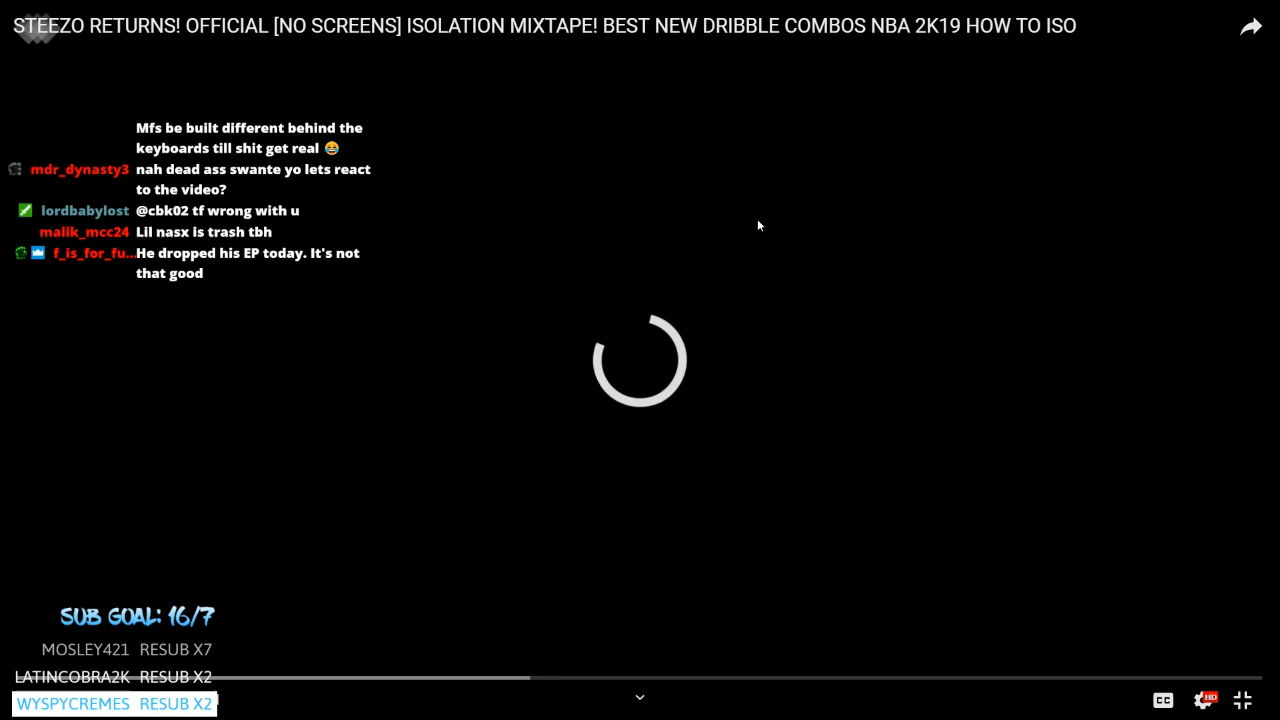 STEEZO RETURNS! OFFICIAL [NO SCREENS] ISOLATION MIXTAPE! BEST NEW DRIBBLE COMBOS NBA 2K19 HOW TO ISO
Mfs be built different behind the
keyboards till shit get real 😂
mdr_dynasty3 nah dead ass swante yo lets react
to the video?
lordbabylost @cbk02 tf wrong with u
malik_mcc24 Lil nasx is trash tbh
f_is_for_fu... He dropped his EP today. It's not
that good
SUB GOAL: 16/7
MOSLEY421 RESUB X7
LATINCOBRA2K RESUB X2
WYSPYCREMES RESUB X2
CC
HD